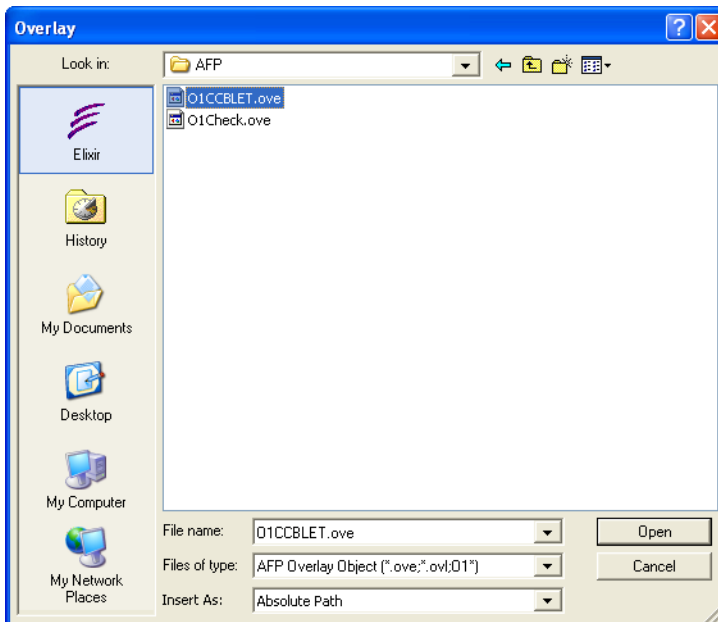 Overlay
Look in: AFP
O1CCBLET.ove
O1Check.ove
Elixir
History
My Documents
Desktop
My Computer
My Network
Places
File name: O1CCBLET.ove Open
Files of type: AFP Overlay Object (*.ove;*.ovl;O1*) Cancel
Insert As: Absolute Path